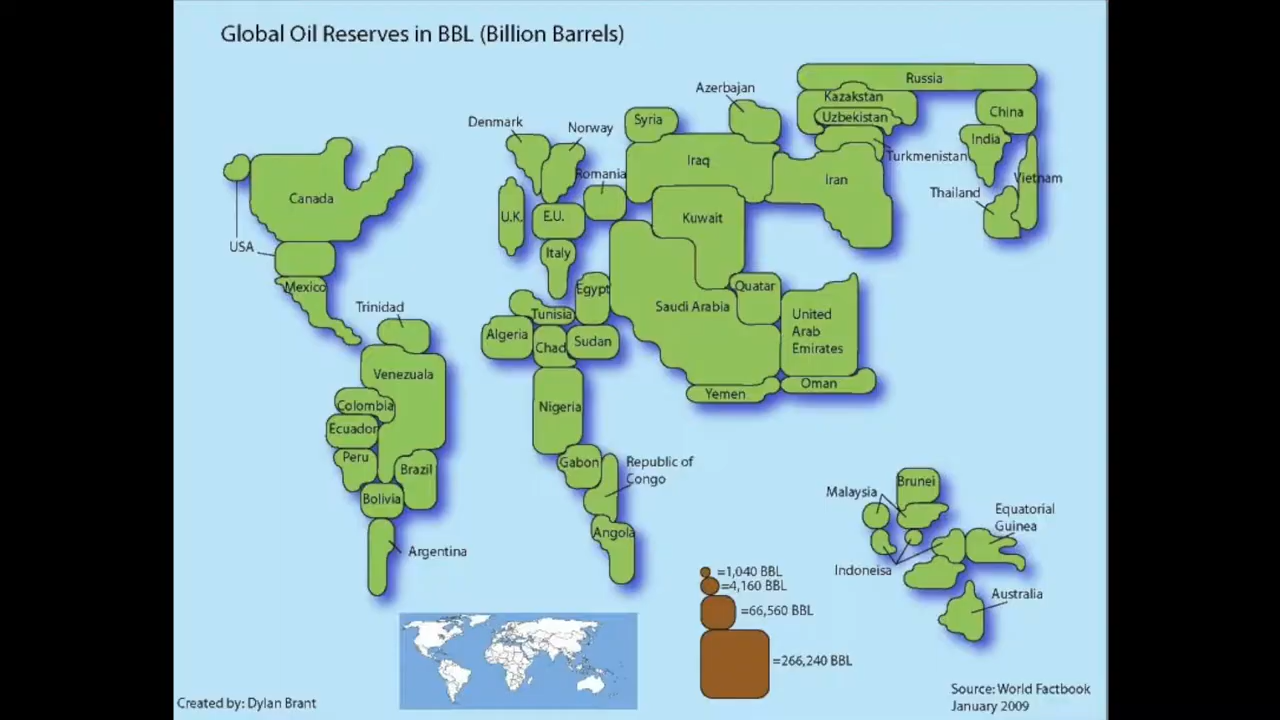 Global Oil Reserves in BBL (Billion Barrels)
Russia
Azerbajan
Kazakstan
China
Syria
Uzbekistan
Denmark
Norway
India
Iraq
Turkmenistan
Romania
Iran
Vietnam
Canada
Thailand
U.K.
E.U.
Kuwait
USA
Italy
Mexico
Egypt
Quatar
Trinidad
Tunisia
Saudi Arabia
United
Arab
Emirates
Algeria
Chad
Sudan
Venezuala
Oman
Yemen
Colombia
Nigeria
Ecuador
Peru
Brazil
Gabon
Republic of
Congo
Bolivia
Brunei
Malaysia
Equatorial
Guinea
Angola
Argentina
Indoneisa
Australia
=1,040 BBL
=4,160 BBL
=66,560 BBL
=266,240 BBL
Created by: Dylan Brant
Source: World Factbook
January 2009